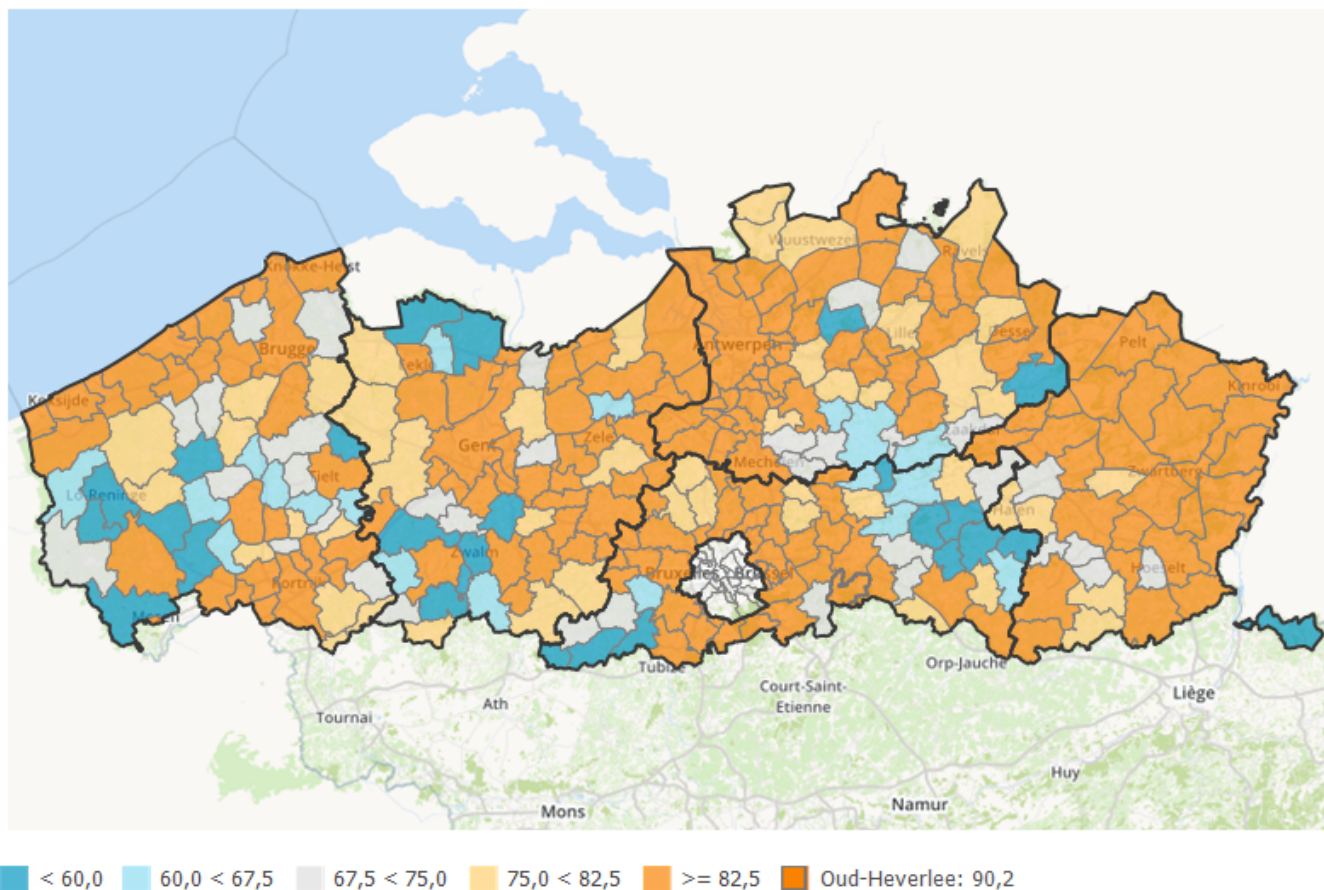 Wuustwezel
Ravels
Knokke-Heist
Brugge
Antwerpen
Lille
Dessel
Pelt
Eeklo
Koksijde
Kinrooi
Gent
Zele
Laakdal
Mechelen
Tielt
Zwartberg
Lo-Reninge
Halen
Zwalm
Kortrijk
Bruxelles - Brussel
Hoeselt
Menen
Tubize
Orp-Jauche
Court-Saint-
Etienne
Ath
Liège
Tournai
Huy
Mons
Namur
< 60,0 60,0 < 67,5 67,5 < 75,0 75,0 < 82,5 >= 82,5 Oud-Heverlee: 90,2